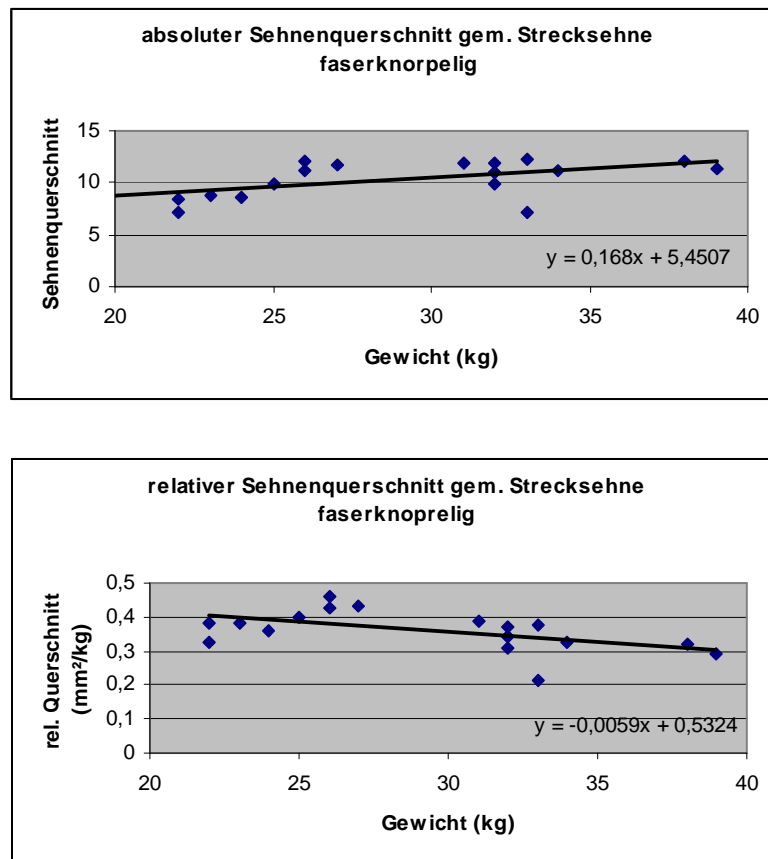 absoluter Sehnenquerschnitt gem. Strecksehne
faserknorpelig
Sehnenquerschnitt
15
10
5
0
20 25 30 35 40
y = 0,168x + 5,4507
Gewicht (kg)
relativer Sehnenquerschnitt gem. Strecksehne
faserknoprelig
rel. Querschnitt
(mm²/kg)
0,5
0,4
0,3
0,2
0,1
0
20 25 30 35 40
y = -0,0059x + 0,5324
Gewicht (kg)